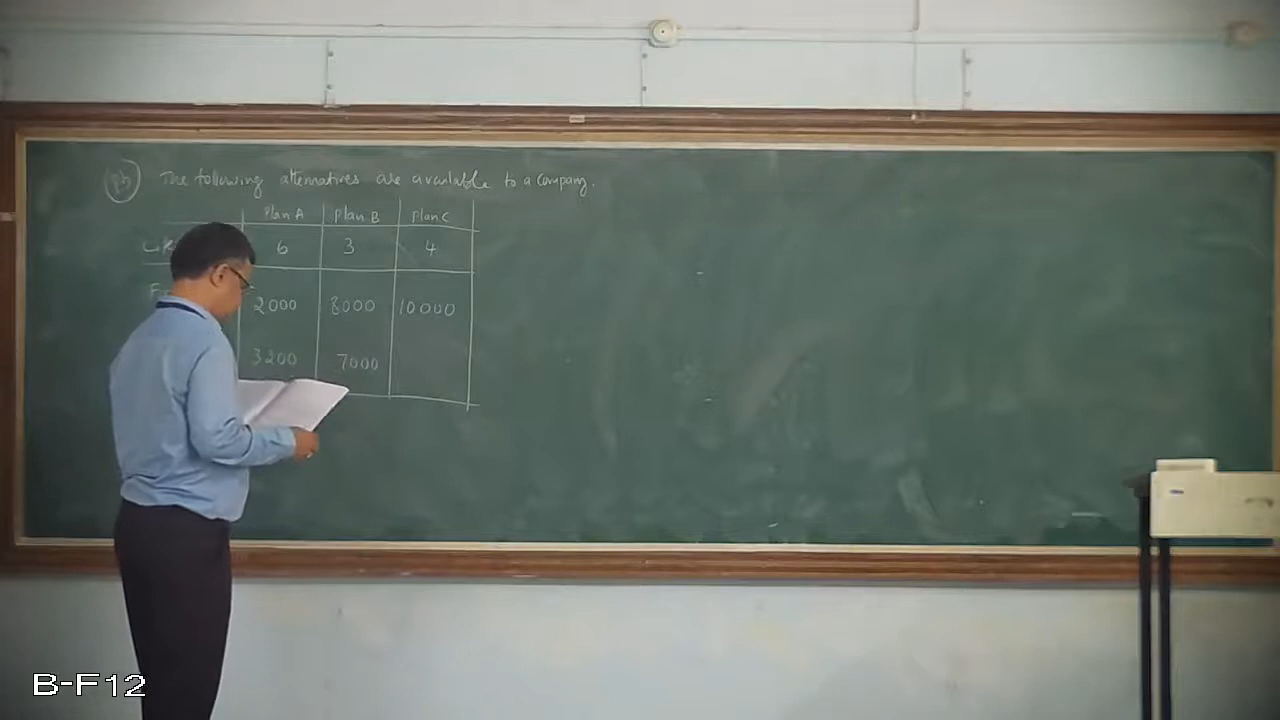 Pb The following alternatives are available to a company.
Plan A Plan B Plan C
6 3 4
2000 8000 10000
3200 7000
B-F12